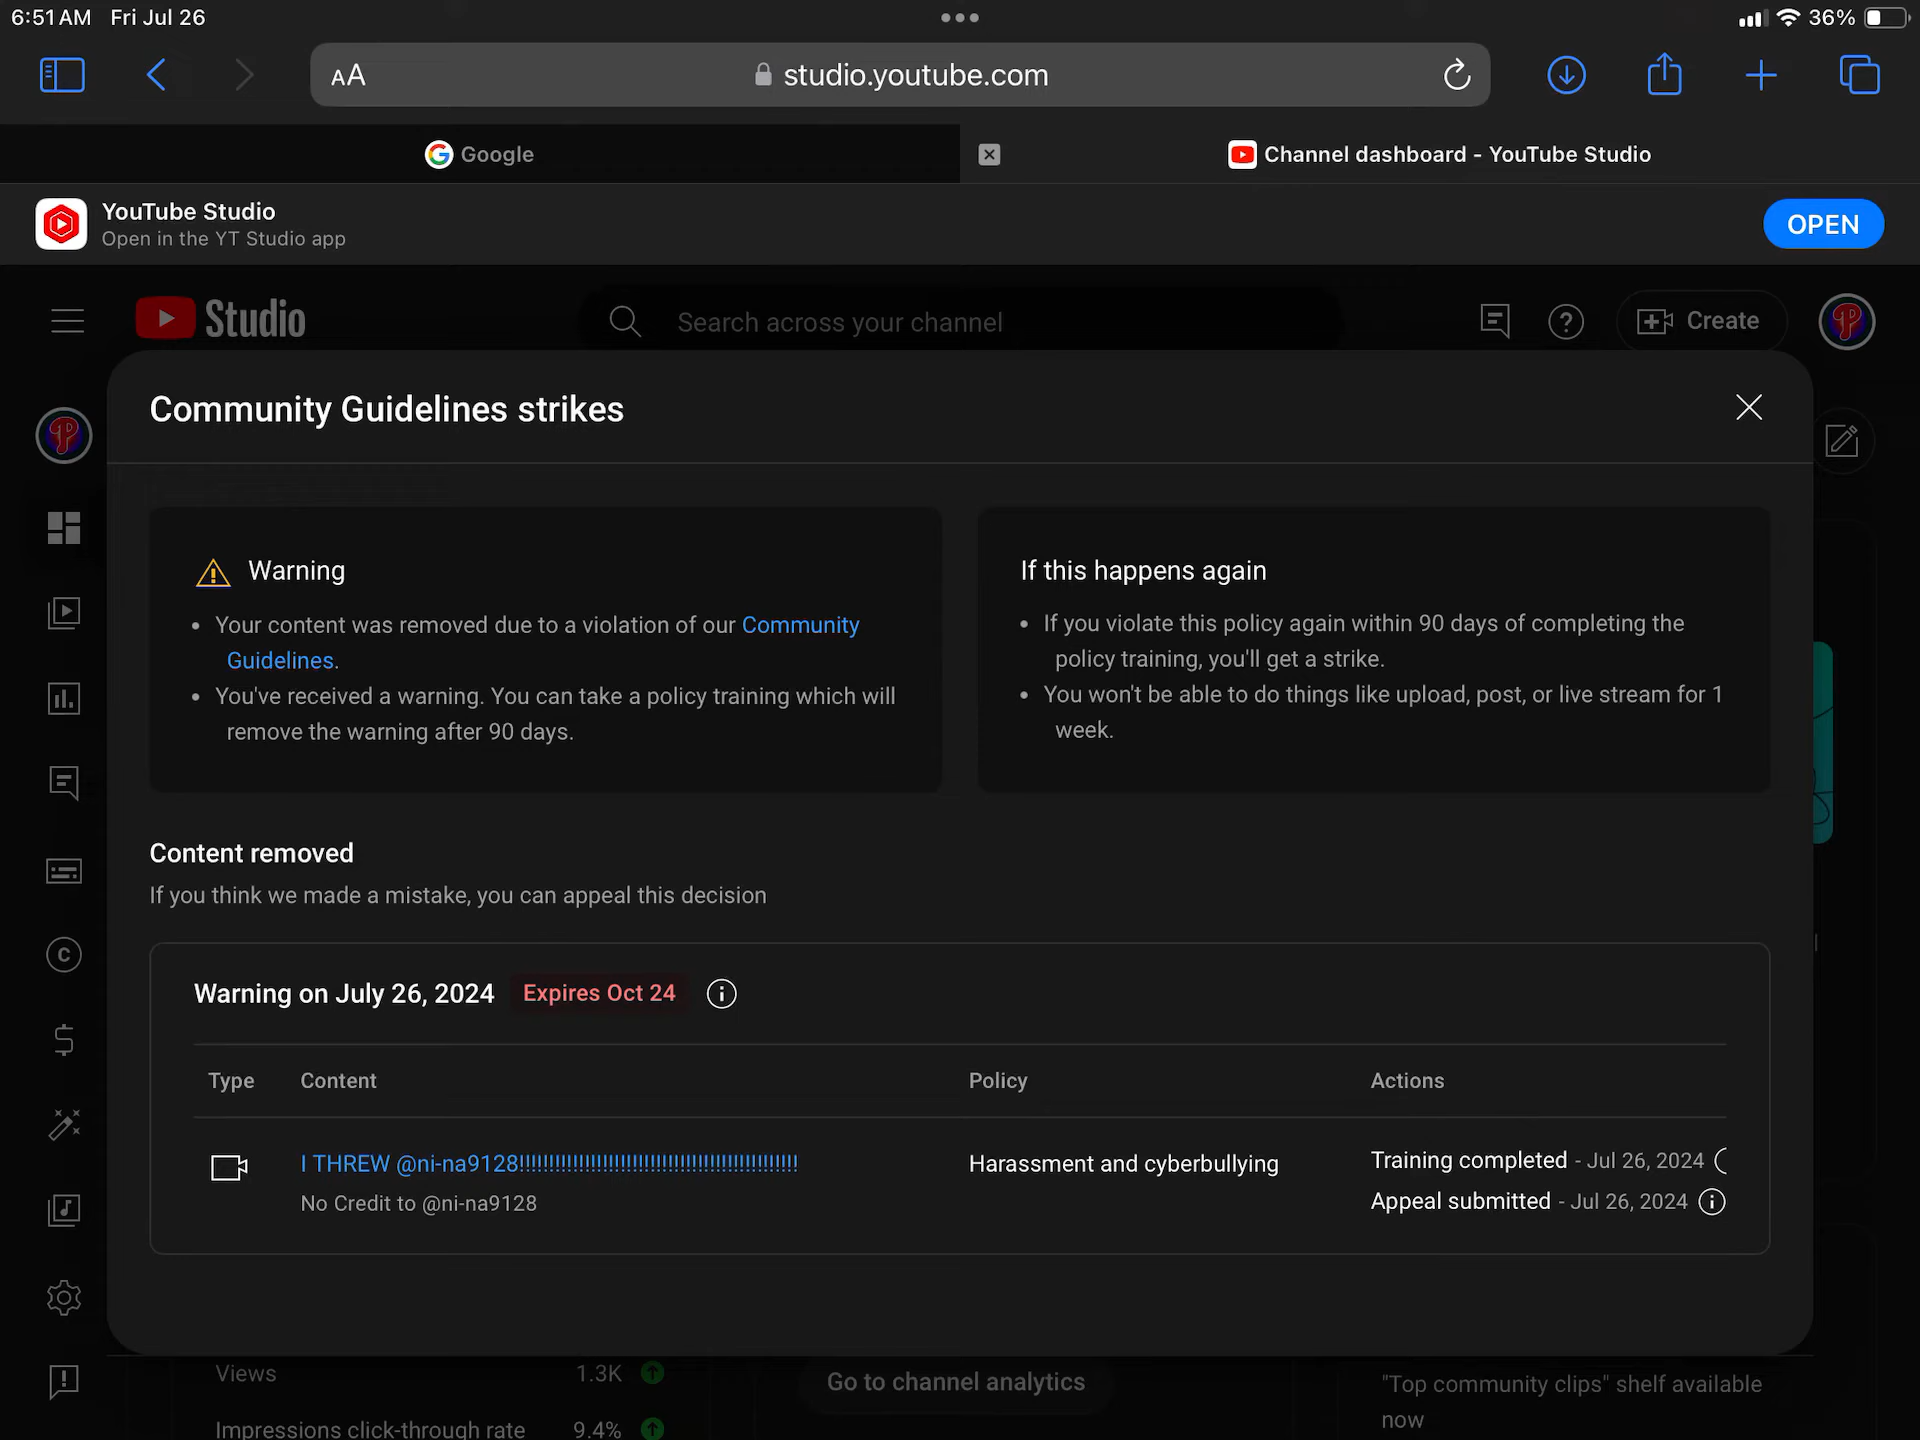 6:51 AM Fri Jul 26
36%
AA
studio.youtube.com
Google
Channel dashboard - YouTube Studio
YouTube Studio
Open in the YT Studio app
OPEN
Studio
Search across your channel
Create
Community Guidelines strikes
Warning
• Your content was removed due to a violation of our Community
Guidelines.
• You've received a warning. You can take a policy training which will
remove the warning after 90 days.
If this happens again
• If you violate this policy again within 90 days of completing the
policy training, you'll get a strike.
• You won't be able to do things like upload, post, or live stream for 1
week.
Content removed
If you think we made a mistake, you can appeal this decision
Warning on July 26, 2024 Expires Oct 24
Type Content Policy Actions
I THREW @ni-na9128!!!!!!!!!!!!!!!!!!!!!!!!!!!!!!!!!!!!!!!!!!!!!!! Harassment and cyberbullying Training completed - Jul 26, 2024
No Credit to @ni-na9128 Appeal submitted - Jul 26, 2024
Views 1.3K
Impressions click-through rate 9.4%
Go to channel analytics
"Top community clips" shelf available
now